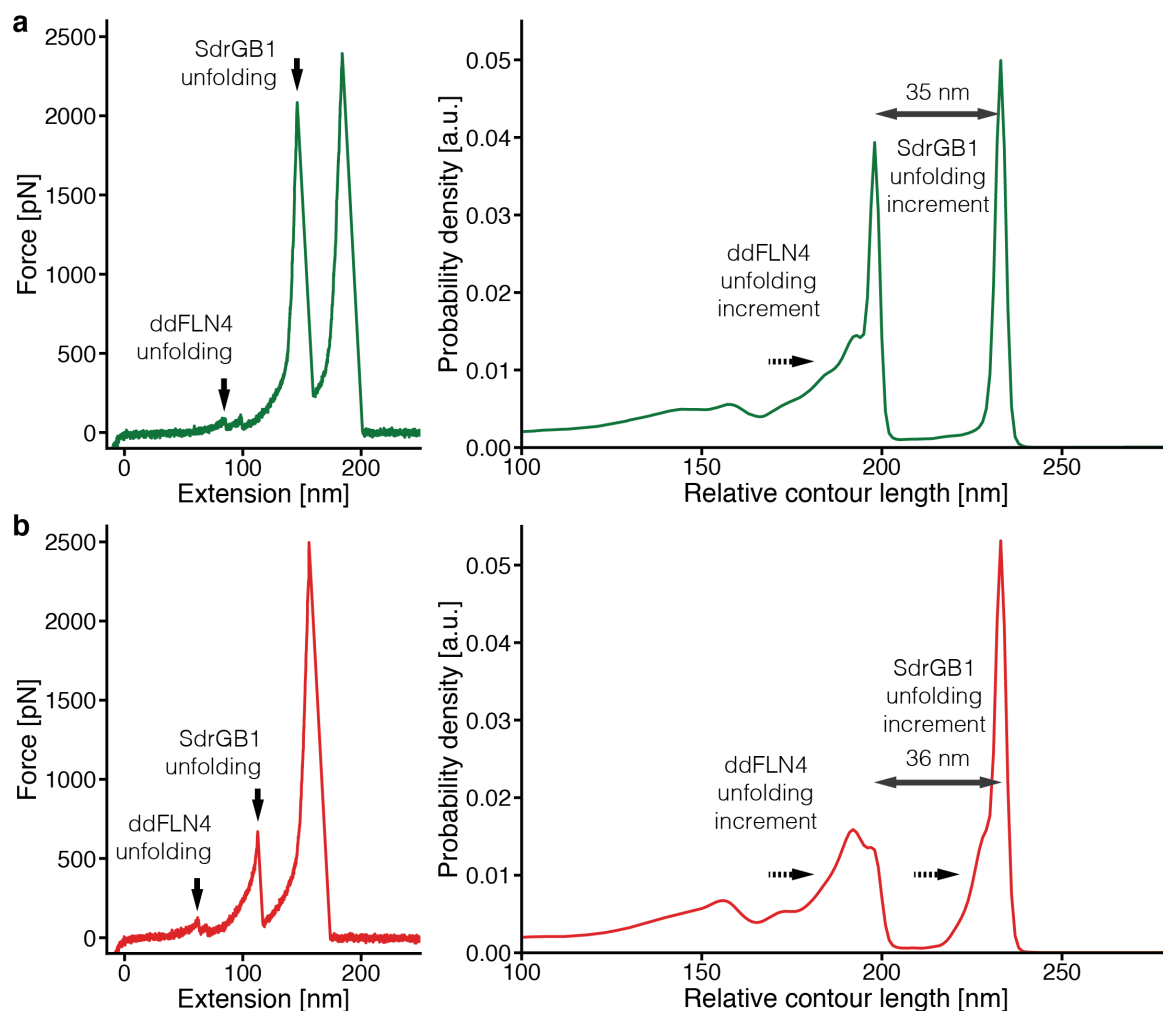 a
2500
2000
1500
1000
500
0
Force [pN]
SdrGB1
unfolding
ddFLN4
unfolding
0
100
200
Extension [nm]
0.05
0.04
0.03
0.02
0.01
0.00
Probability density [a.u.]
35 nm
SdrGB1
unfolding
increment
ddFLN4
unfolding
increment
100
150
200
250
Relative contour length [nm]
b
2500
2000
1500
1000
500
0
Force [pN]
SdrGB1
unfolding
ddFLN4
unfolding
0
100
200
Extension [nm]
0.05
0.04
0.03
0.02
0.01
0.00
Probability density [a.u.]
SdrGB1
unfolding
increment
36 nm
ddFLN4
unfolding
increment
100
150
200
250
Relative contour length [nm]